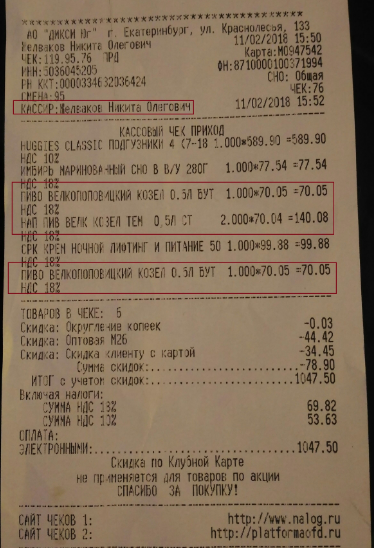 АО "ДИКСИ Юг" г. Екатеринбург, ул. Краснолесья, 133
Желваков Никита Олегович 11/02/2018 15:50
ЧЕК:119.95.76 ПРД Карта:М0947542
ИНН:5036045205 ФН:8710000100371994
РН ККТ:0000334632036424 СНО: Общая
СМЕНА-95 ЧЕК:76
КАССИР:Желваков Никита Олегович 11/02/2018 15:52
КАССОВЫЙ ЧЕК ПРИХОД
HUGGIES CLASSIC ПОДГУЗНИКИ 4 (7-18 1.000*589.90 =589.90
НДС 10%
ИМБИРЬ МАРИНОВАННЫЙ СНО В В/У 280Г 1.000*77.54 =77.54
НДС 18%
ПИВО ВЕЛКОПОПОВИЦКИЙ КОЗЕЛ 0.5Л БУТ 1.000*70.05 =70.05
НДС 18%
НАП ПИВ ВЕЛК КОЗЕЛ ТЕМ 0,5Л СТ 2.000*70.04 =140.08
НДС 18%
СРК КРЕМ НОЧНОЙ ЛИФТИНГ И ПИТАНИЕ 50 1.000*99.88 =99.88
НДС 18%
ПИВО ВЕЛКОПОПОВИЦКИЙ КОЗЕЛ 0.5Л БУТ 1.000*70.05 =70.05
НДС 18%
ТОВАРОВ В ЧЕКЕ: 6
Скидка: Округление копеек -0.03
Скидка: Оптовая М26 -44.42
Скидка: Скидка клиенту с картой -34.45
Сумма скидок: -78.90
ИТОГ с учетом скидок: 1047.50
Включая налоги:
СУММА НДС 18% 69.82
СУММА НДС 10% 53.63
ОПЛАТА:
ЭЛЕКТРОННЫМИ: 1047.50
Скидка по Клубной Карте
не применяется для товаров по акции
СПАСИБО ЗА ПОКУПКУ!
САЙТ ЧЕКОВ 1: http://www.nalog.ru
САЙТ ЧЕКОВ 2: http://platformaofd.ru